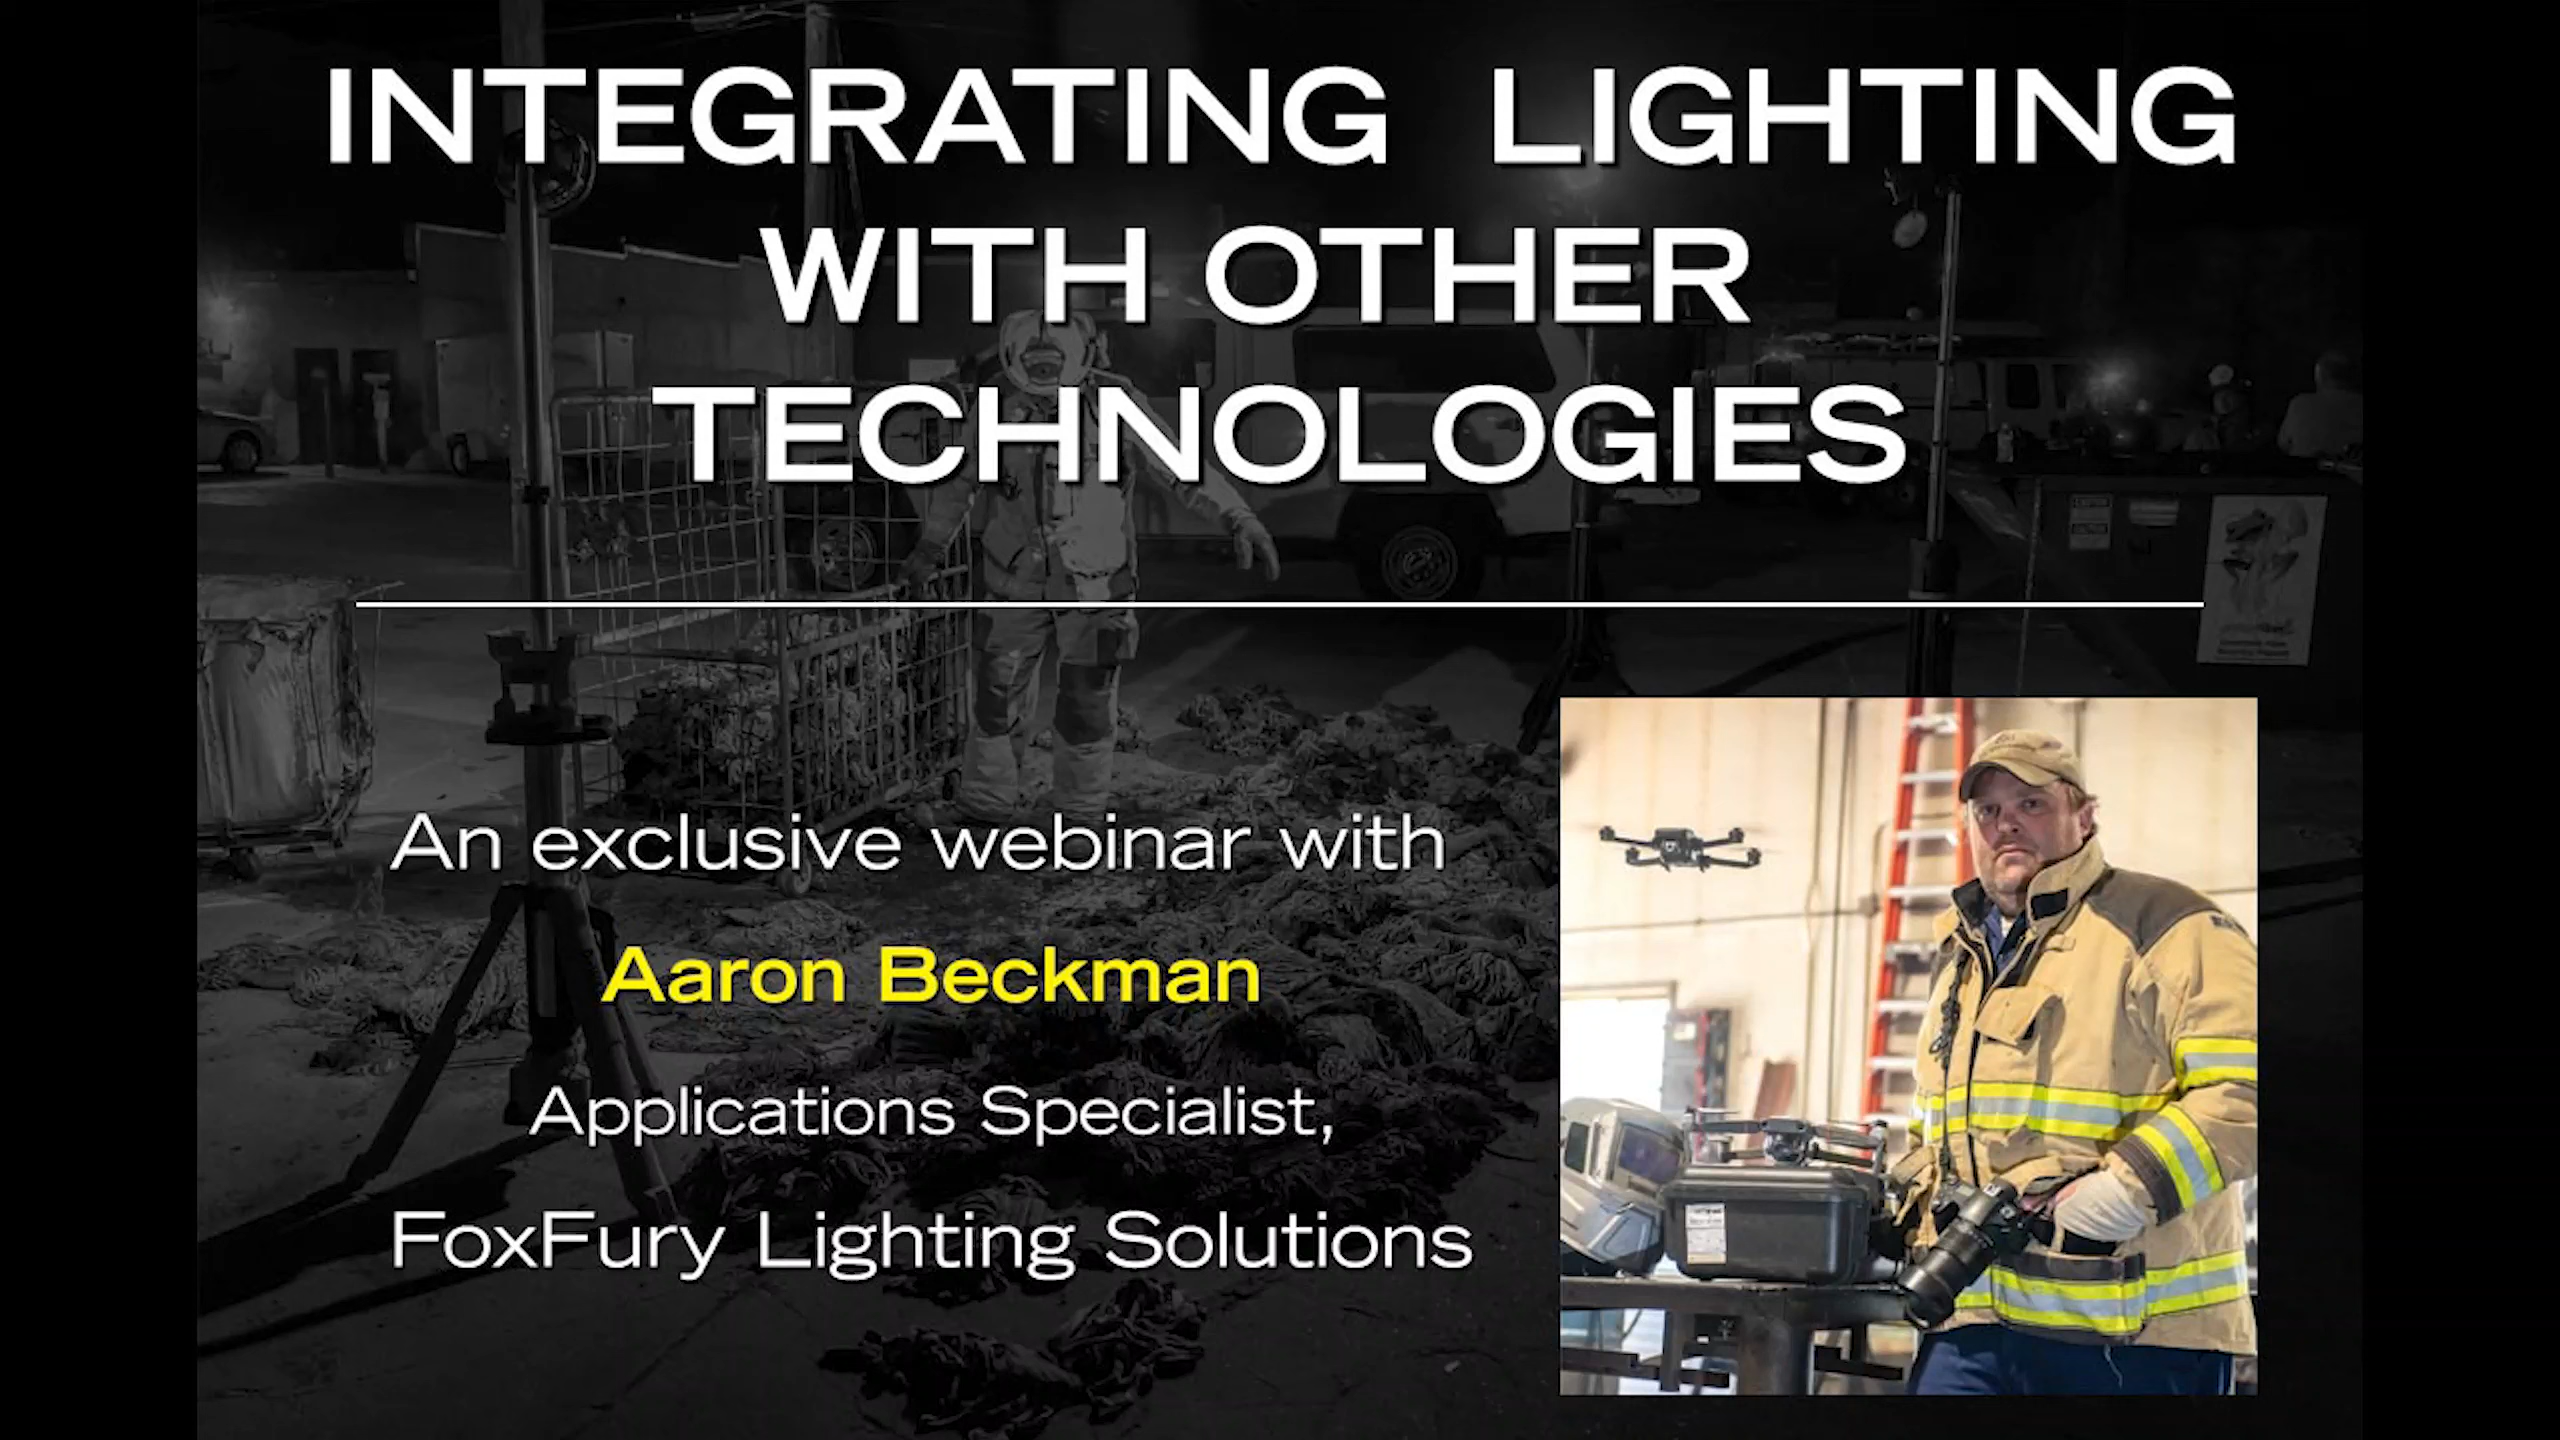 INTEGRATING LIGHTING
WITH OTHER
TECHNOLOGIES
An exclusive webinar with
Aaron Beckman
Applications Specialist,
FoxFury Lighting Solutions